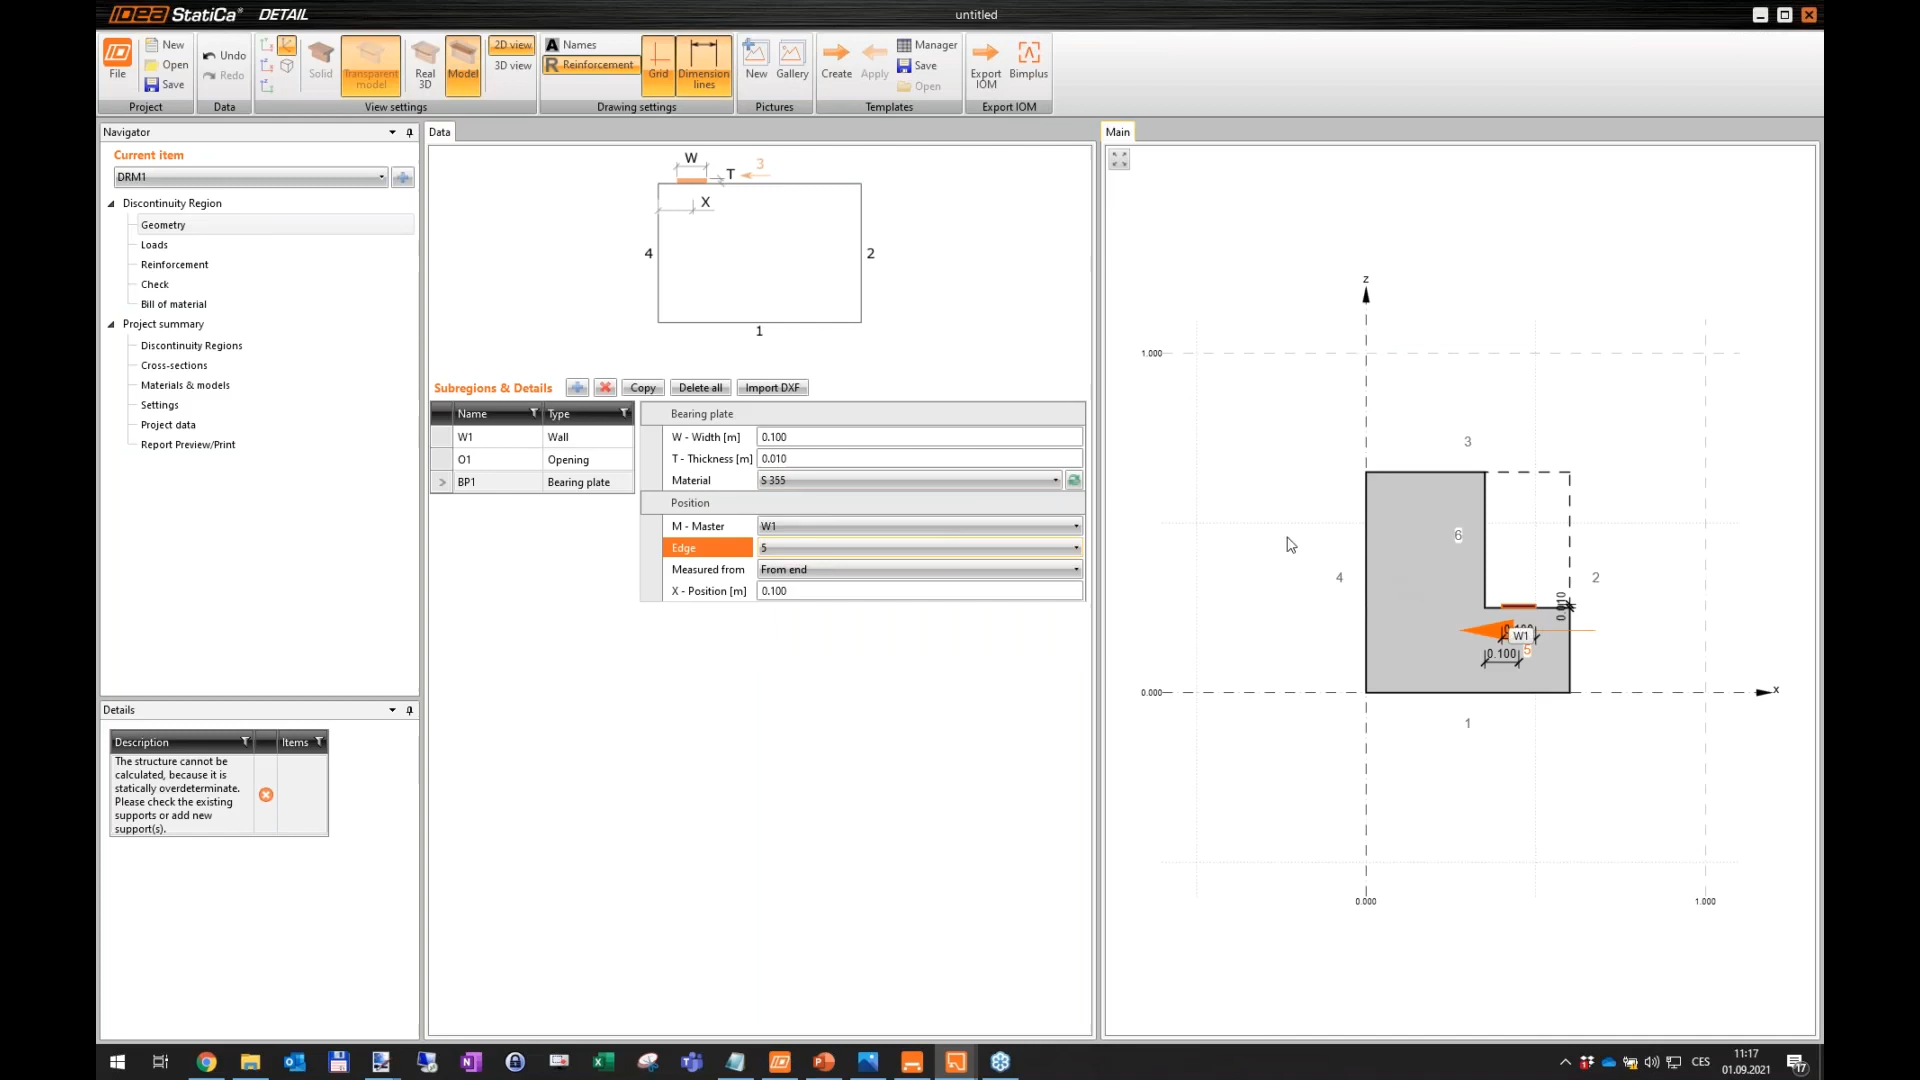 IDEA StatiCa® DETAIL
untitled
File
New
Open
Save
Project
Undo
Redo
Data
Solid
Transparent
model
Real
3D
Model
2D view
3D view
View settings
A Names
R Reinforcement
Grid
Dimension
lines
Drawing settings
New
Gallery
Pictures
Create
Apply
Manager
Save
Open
Templates
Export
IOM
Bimplus
Export IOM
Navigator
Current item
DRM1
Discontinuity Region
Geometry
Loads
Reinforcement
Check
Bill of material
Project summary
Discontinuity Regions
Cross-sections
Materials & models
Settings
Project data
Report Preview/Print
Details
Description Items
The structure cannot be
calculated, because it is
statically overdeterminate.
Please check the existing
supports or add new
support(s).
Data
W
T
3
X
4
2
1
Subregions & Details Copy Delete all Import DXF
Name Type
W1 Wall
O1 Opening
BP1 Bearing plate
Bearing plate
W - Width [m] 0.100
T - Thickness [m] 0.010
Material S 355
Position
M - Master W1
Edge 5
Measured from From end
X - Position [m] 0.100
Main
z
1.000
3
6
4
2
0.010
W1
0.100
5
0.000
x
1
0.000 1.000
CES
11:17
01.09.2021
17